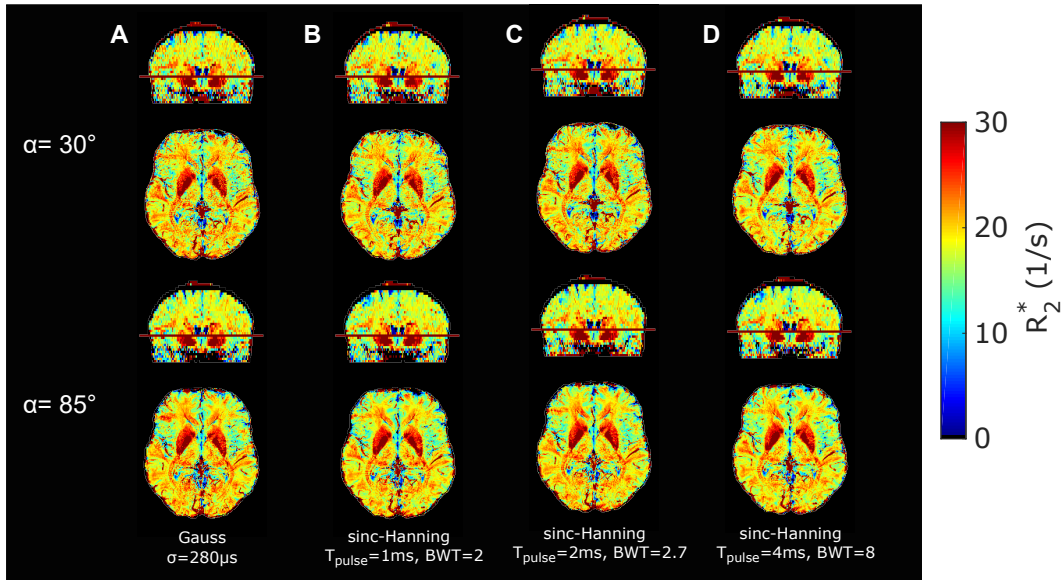 A B C D
α= 30°
α= 85°
Gauss
σ=280µs
sinc-Hanning
Tpulse=1ms, BWT=2
sinc-Hanning
Tpulse=2ms, BWT=2.7
sinc-Hanning
Tpulse=4ms, BWT=8
30
20
10
0
R2* (1/s)